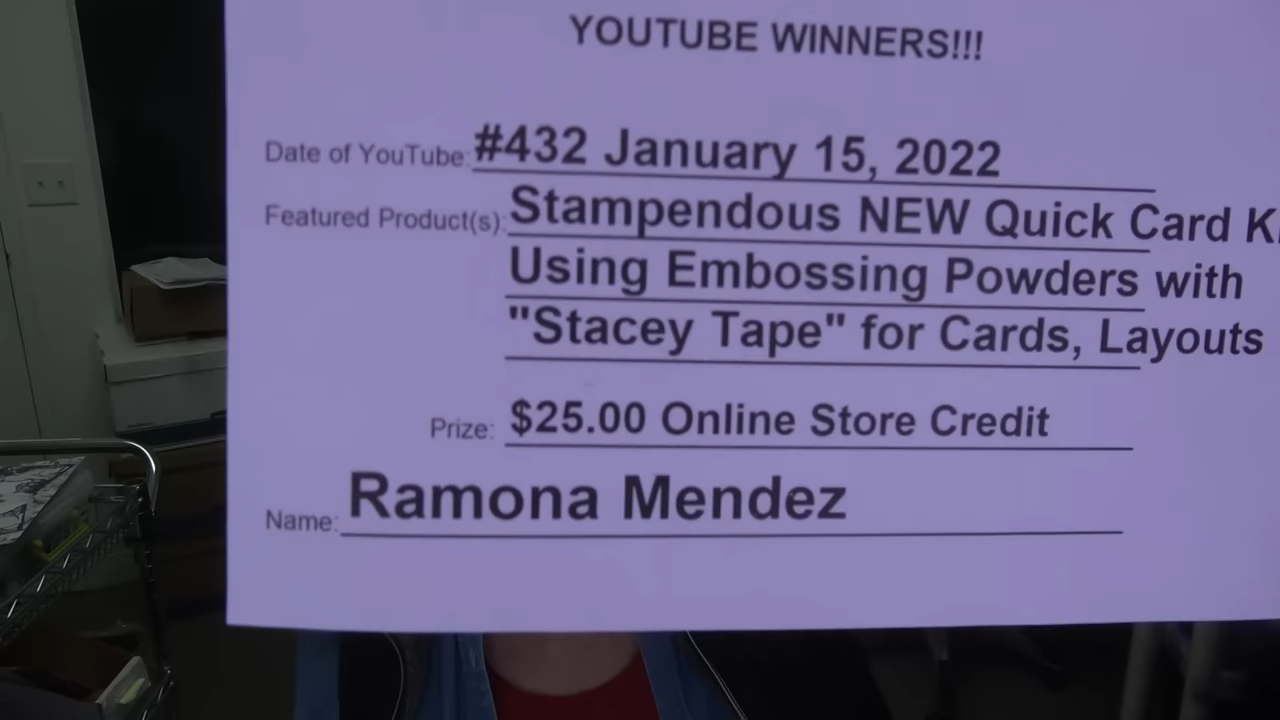 YOUTUBE WINNERS!!!
Date of YouTube: #432 January 15, 2022
Featured Product(s): Stampendous NEW Quick Card
Using Embossing Powders with
"Stacey Tape" for Cards, Layouts
Prize: $25.00 Online Store Credit
Name: Ramona Mendez